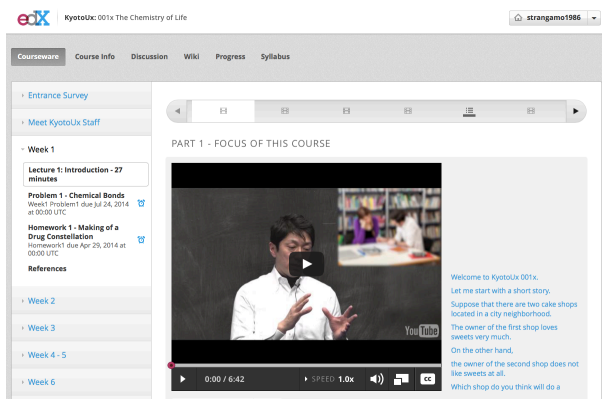 edX
KyotoUx: 001x The Chemistry of Life
strangamo1986
Courseware
Course Info
Discussion
Wiki
Progress
Syllabus
Entrance Survey
Meet KyotoUx Staff
Week 1
Lecture 1: Introduction - 27
minutes
Problem 1 - Chemical Bonds
Week1 Problem1 due Jul 24, 2014
at 00:00 UTC
Homework 1 - Making of a
Drug Constellation
Homework1 due Apr 29, 2014 at
00:00 UTC
References
Week 2
Week 3
Week 4 - 5
Week 6
PART 1 - FOCUS OF THIS COURSE
YouTube
0:00 / 6:42
SPEED 1.0x
CC
Welcome to KyotoUx 001x.
Let me start with a short story.
Suppose that there are two cake shops
located in a city neighborhood.
The owner of the first shop loves
sweets very much.
On the other hand,
the owner of the second shop does not
like sweets at all.
Which shop do you think will do a